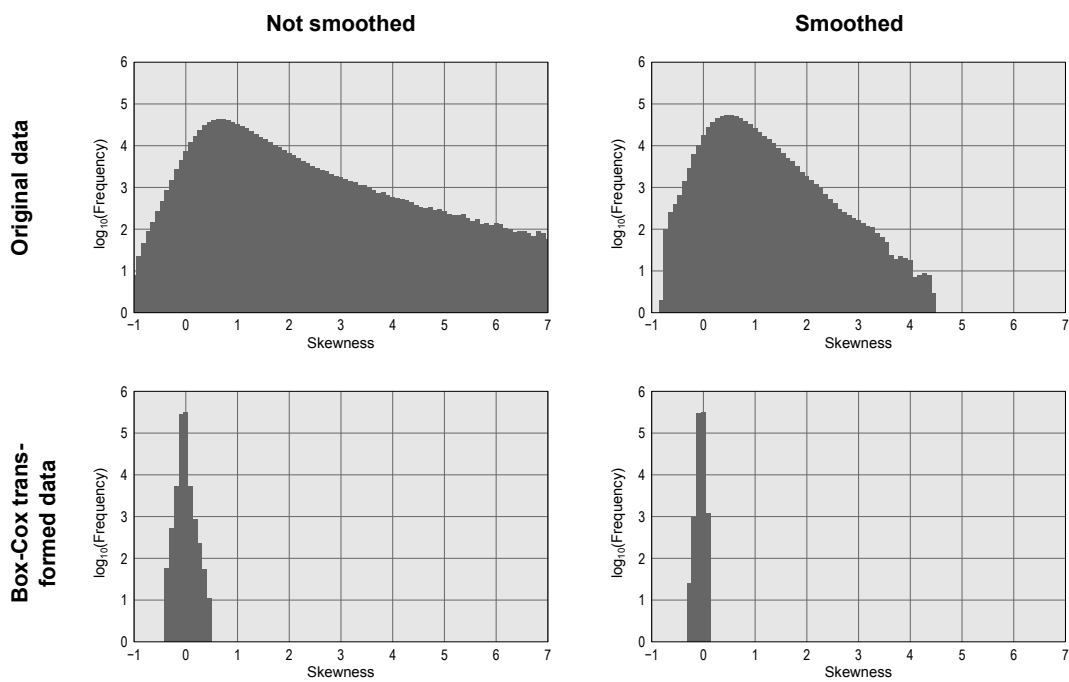 Not smoothed
Smoothed
Original data
6
5
4
3
2
1
0
log10(Frequency)
−1 0 1 2 3 4 5 6 7
Skewness
6
5
4
3
2
1
0
log10(Frequency)
−1 0 1 2 3 4 5 6 7
Skewness
Box-Cox trans-
formed data
6
5
4
3
2
1
0
log10(Frequency)
−1 0 1 2 3 4 5 6 7
Skewness
6
5
4
3
2
1
0
log10(Frequency)
−1 0 1 2 3 4 5 6 7
Skewness